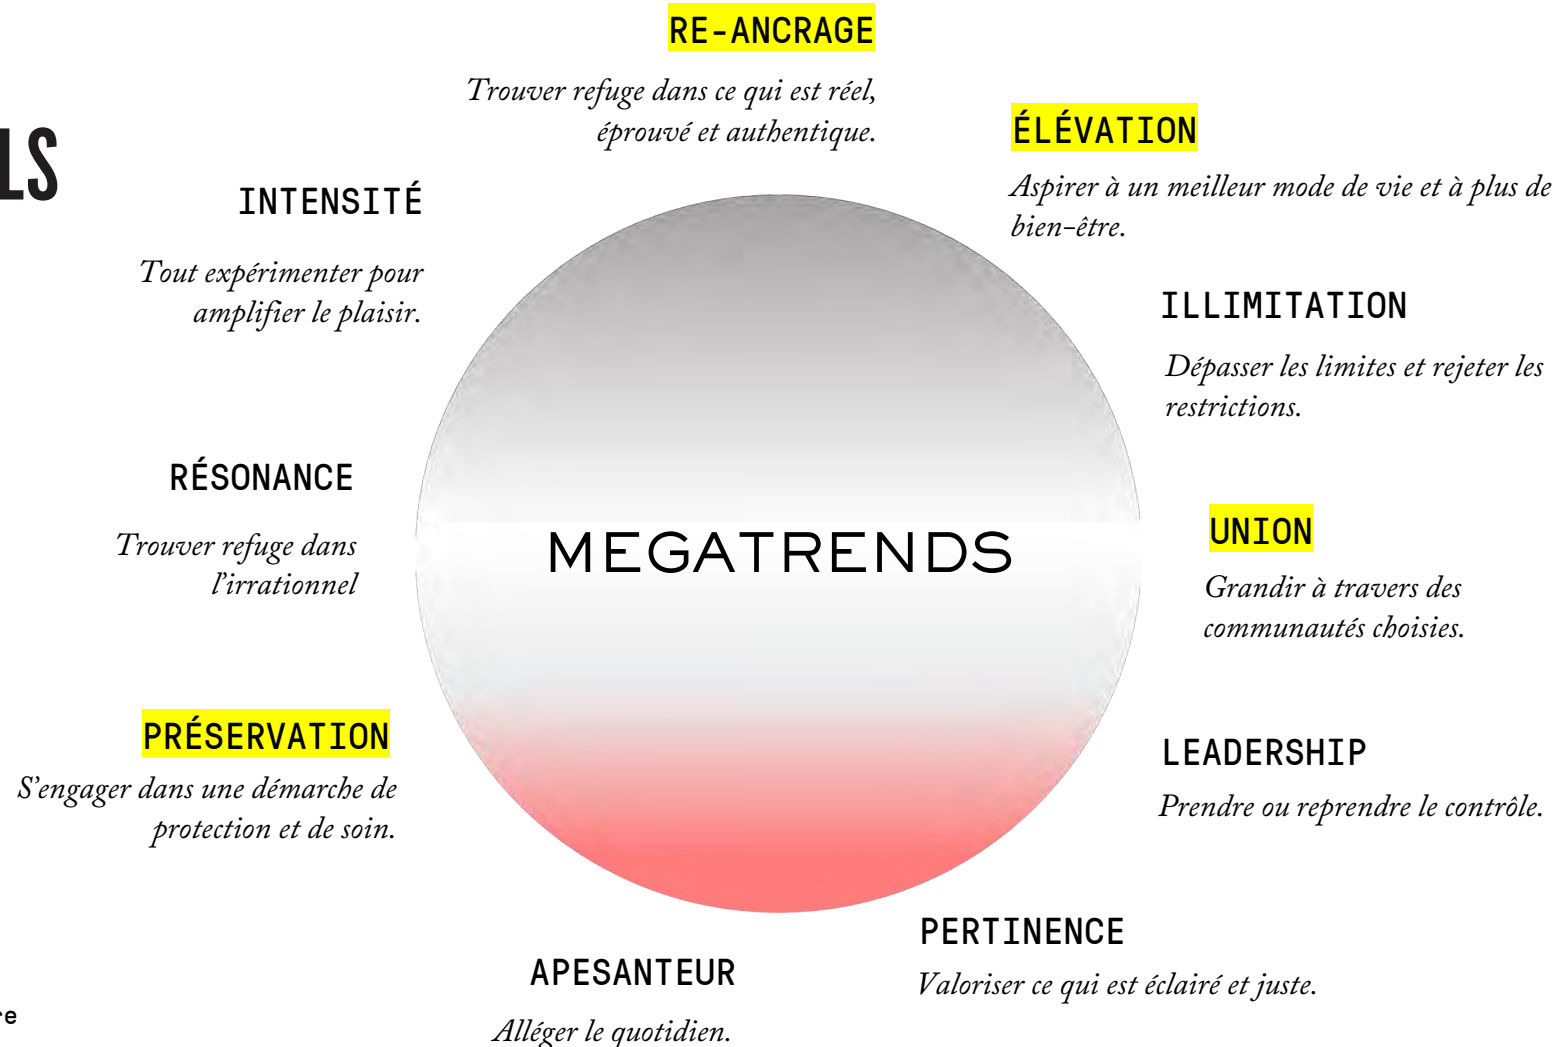 RE-ANCRAGE
Trouver refuge dans ce qui est réel,
éprouvé et authentique.
ÉLÉVATION
Aspirer à un meilleur mode de vie et à plus de
bien-être.
LS
INTENSITÉ
Tout expérimenter pour
amplifier le plaisir.
ILLIMITATION
Dépasser les limites et rejeter les
restrictions.
RÉSONANCE
Trouver refuge dans
l'irrationnel
MEGATRENDS
UNION
Grandir à travers des
communautés choisies.
PRÉSERVATION
S'engager dans une démarche de
protection et de soin.
LEADERSHIP
Prendre ou reprendre le contrôle.
PERTINENCE
Valoriser ce qui est éclairé et juste.
APESANTEUR
Alléger le quotidien.